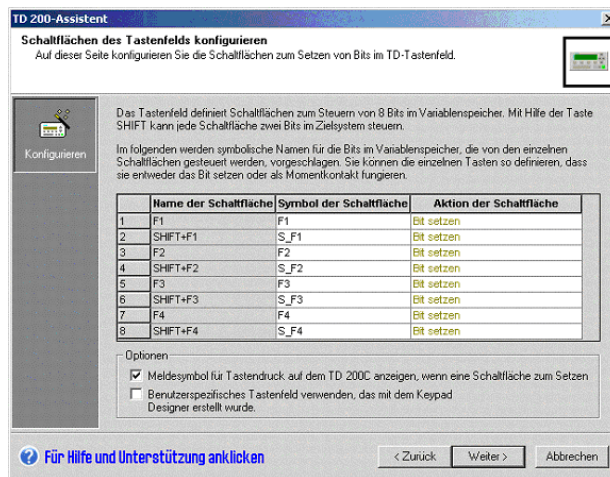 TD 200-Assistent
Schaltflächen des Tastenfelds konfigurieren
Auf dieser Seite konfigurieren Sie die Schaltflächen zum Setzen von Bits im TD-Tastenfeld.
Konfigurieren
Das Tastenfeld definiert Schaltflächen zum Steuern von 8 Bits im Variablenspeicher. Mit Hilfe der Taste
SHIFT kann jede Schaltfläche zwei Bits im Zielsystem steuern.
Im folgenden werden symbolische Namen für die Bits im Variablenspeicher, die von den einzelnen
Schaltflächen gesteuert werden, vorgeschlagen. Sie können die einzelnen Tasten so definieren, dass
sie entweder das Bit setzen oder als Momentkontakt fungieren.
Name der Schaltfläche Symbol der Schaltfläche Aktion der Schaltfläche
1 F1 F1 Bit setzen
2 SHIFT+F1 S_F1 Bit setzen
3 F2 F2 Bit setzen
4 SHIFT+F2 S_F2 Bit setzen
5 F3 F3 Bit setzen
6 SHIFT+F3 S_F3 Bit setzen
7 F4 F4 Bit setzen
8 SHIFT+F4 S_F4 Bit setzen
Optionen
Meldesymbol für Tastendruck auf dem TD 200C anzeigen, wenn eine Schaltfläche zum Setzen
Benutzerspezifisches Tastenfeld verwenden, das mit dem Keypad
Designer erstellt wurde.
? Für Hilfe und Unterstützung anklicken
< Zurück Weiter > Abbrechen